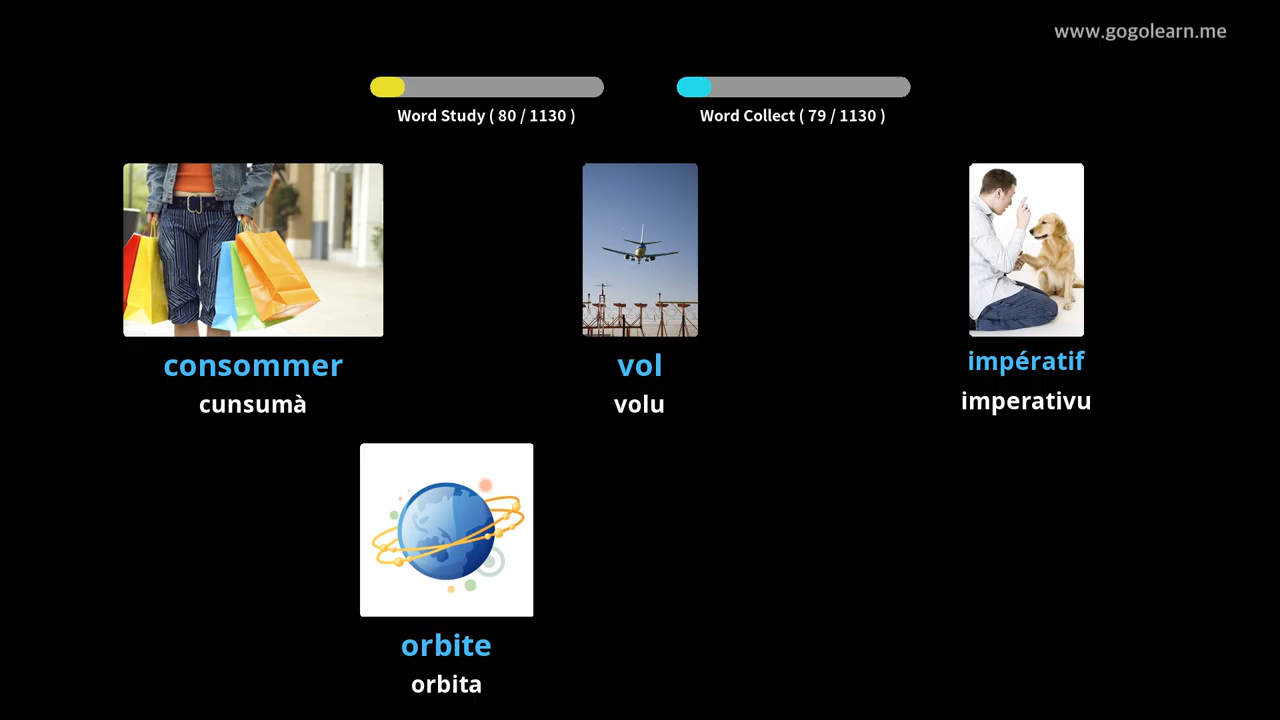 www.gogolearn.me
Word Study ( 80 / 1130 )
Word Collect ( 79 / 1130 )
consommer
cunsumà
vol
volu
impératif
imperativu
orbite
orbita